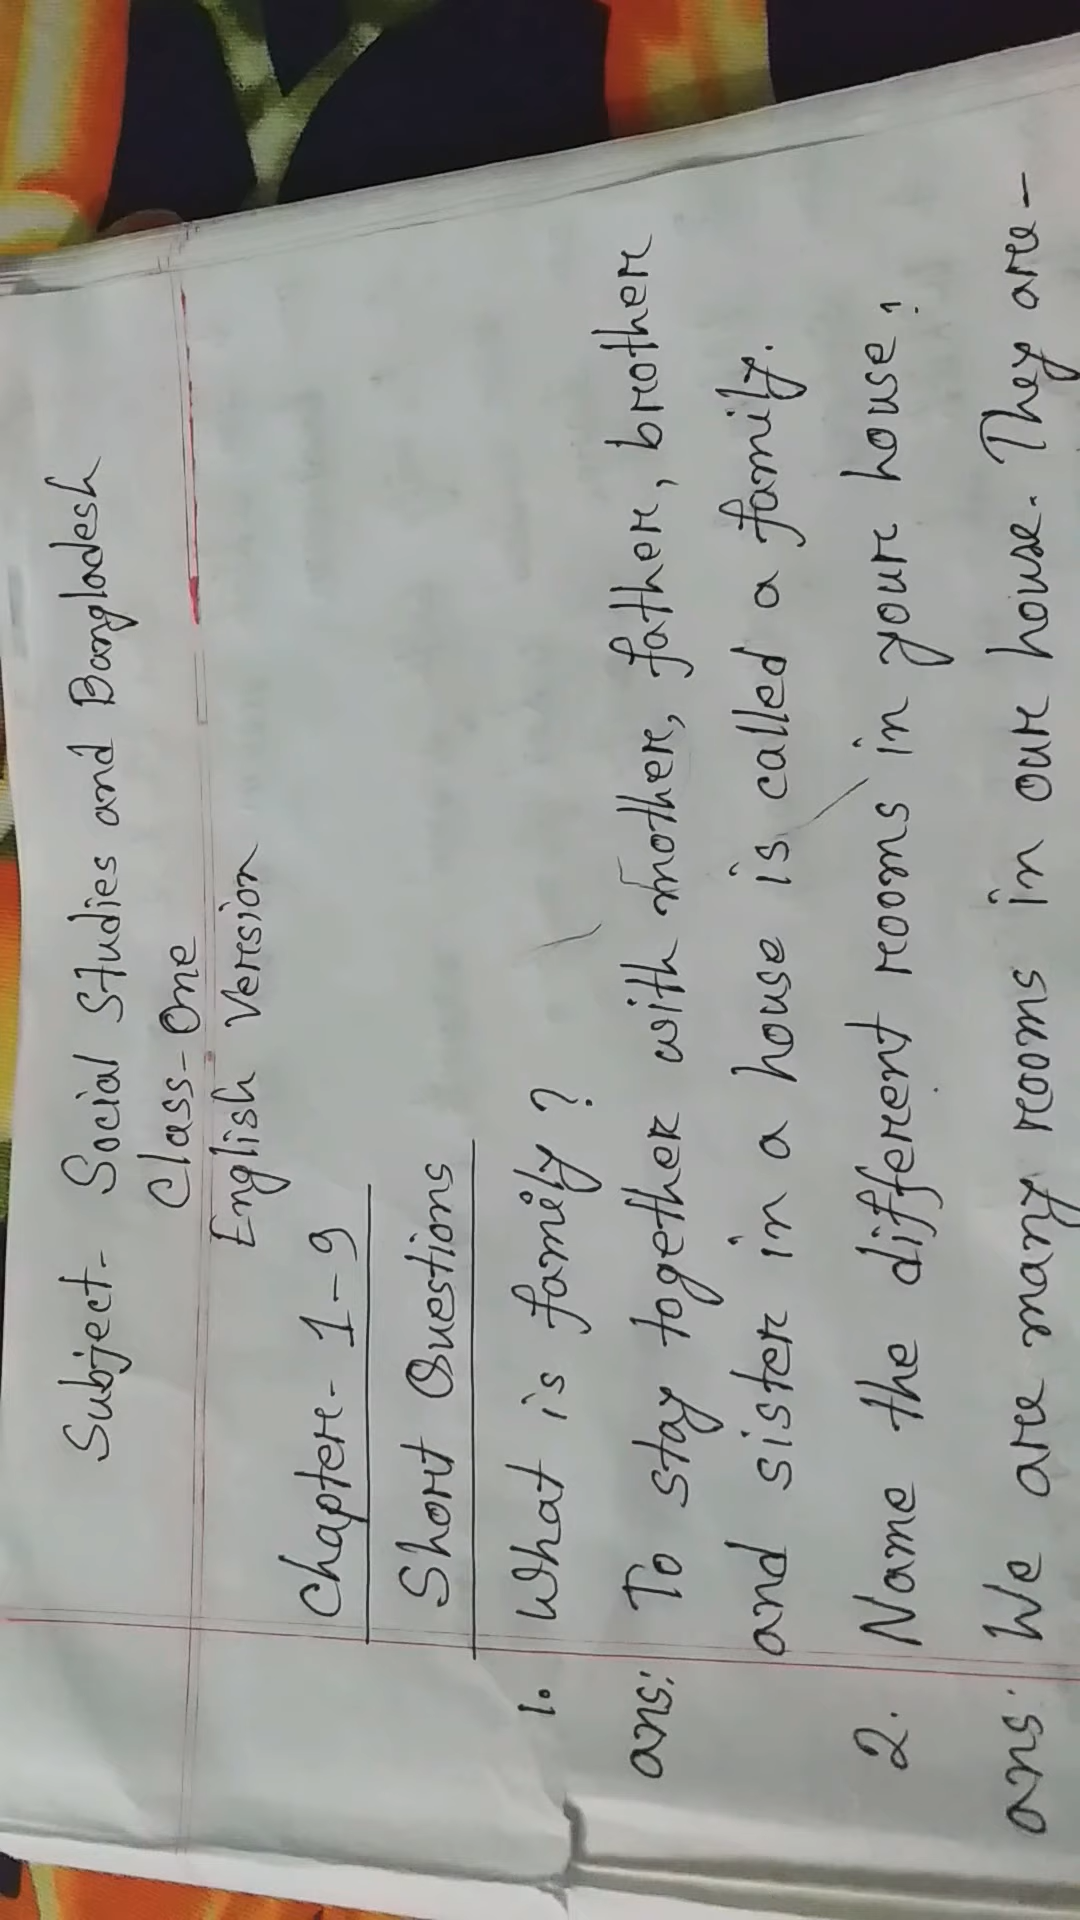 Subject- Social Studies and Bangladesh
Class-One
English Version
Chapter- 1-9
Short Questions
1. What is family?
ans: To stay together with mother, father, brother
and sister in a house is called a family.
2. Name the different rooms in your house?
ans: We are many rooms in our house. They are-